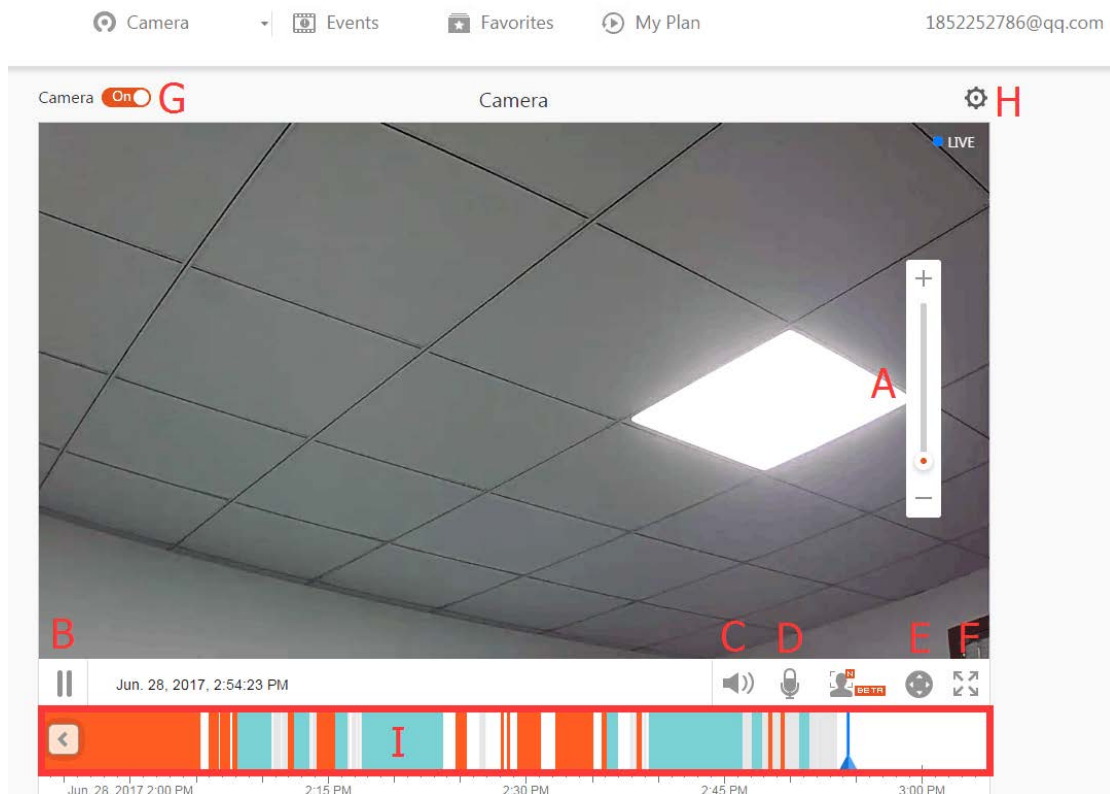 Camera Events Favorites My Plan 1852252786@qq.com
Camera On G Camera H
LIVE
A
B C D E F
Jun. 28, 2017, 2:54:23 PM N BETA
I
Jun. 28, 2017 2:00 PM 2:15 PM 2:30 PM 2:45 PM 3:00 PM